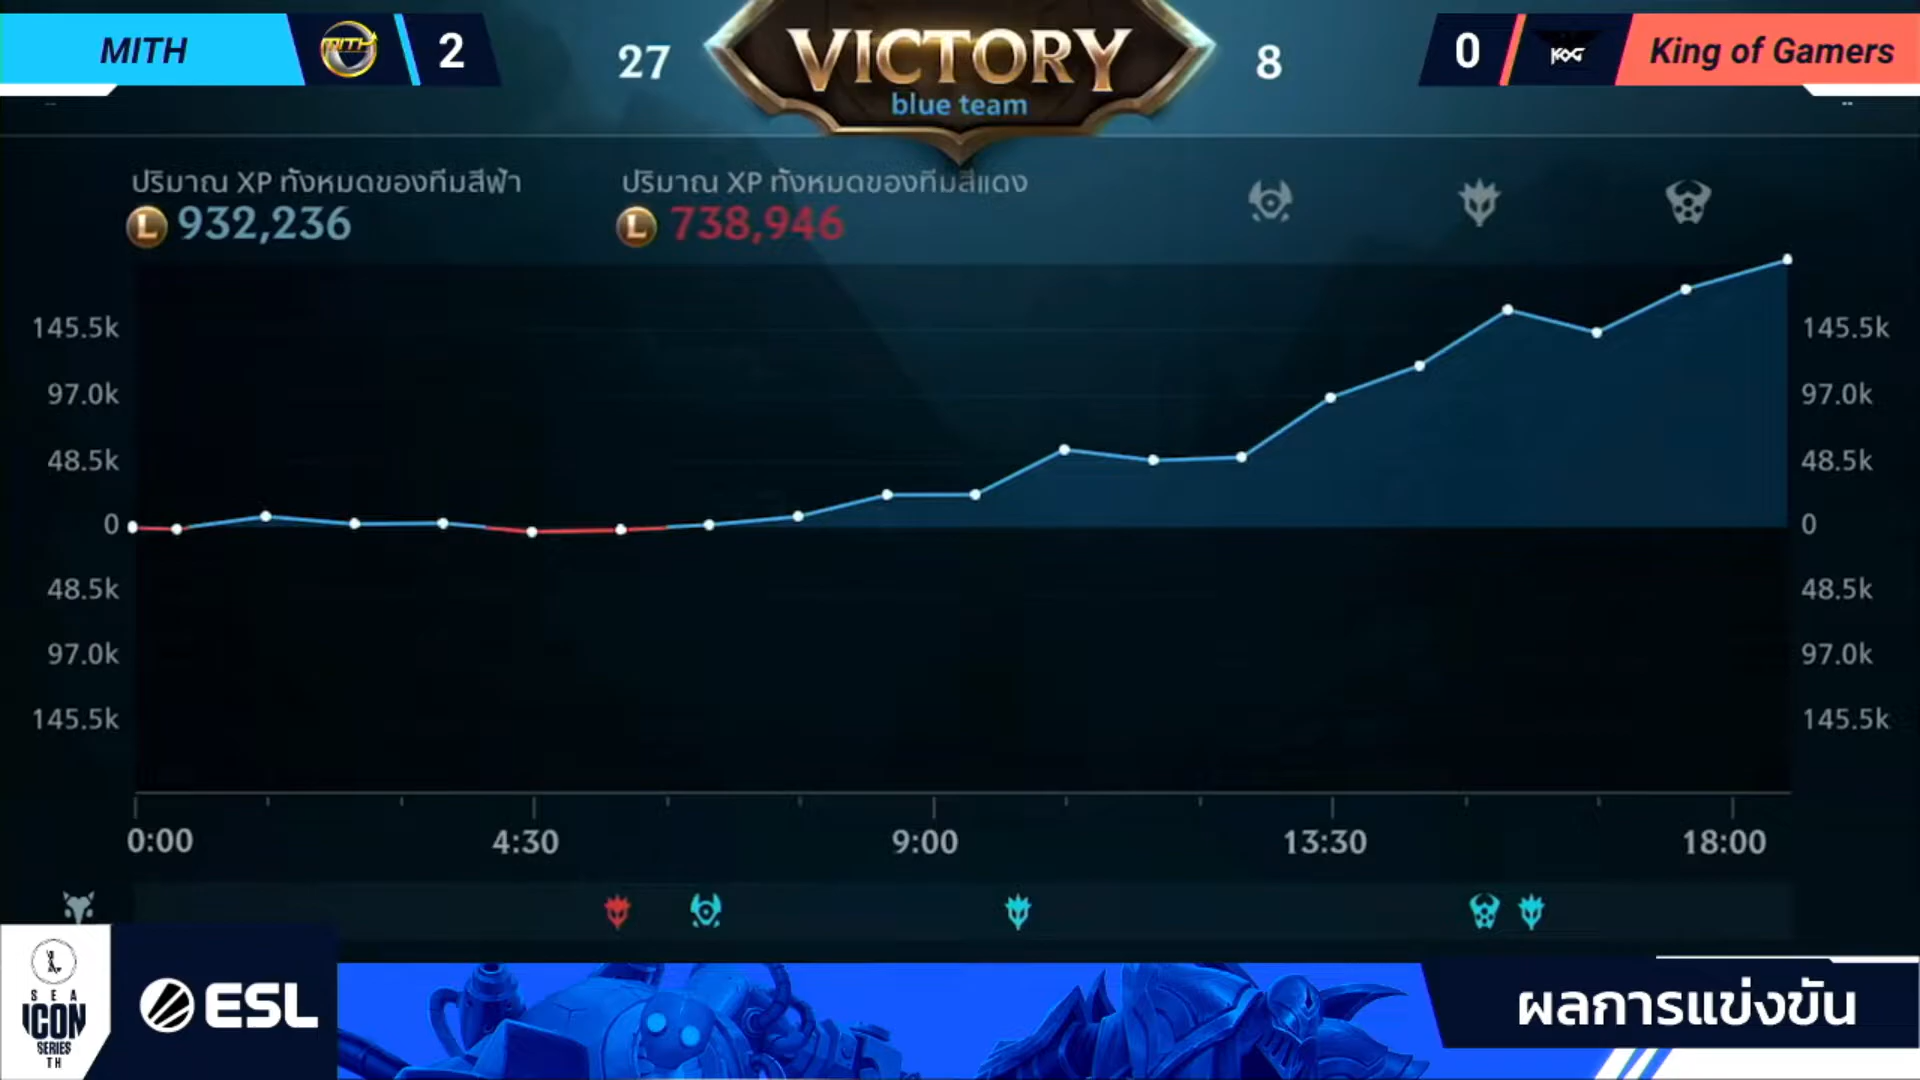 MITH
MITH
2
27
VICTORY
blue team
8
0
KOG
King of Gamers
--
--
ปริมาณ XP ทั้งหมดของทีมสีฟ้า
L 932,236
ปริมาณ XP ทั้งหมดของทีมสีแดง
L 738,946
145.5k
97.0k
48.5k
0
48.5k
97.0k
145.5k
145.5k
97.0k
48.5k
0
48.5k
97.0k
145.5k
0:00
4:30
9:00
13:30
18:00
L
SEA
ICON
SERIES
TH
ESL
ผลการแข่งขัน